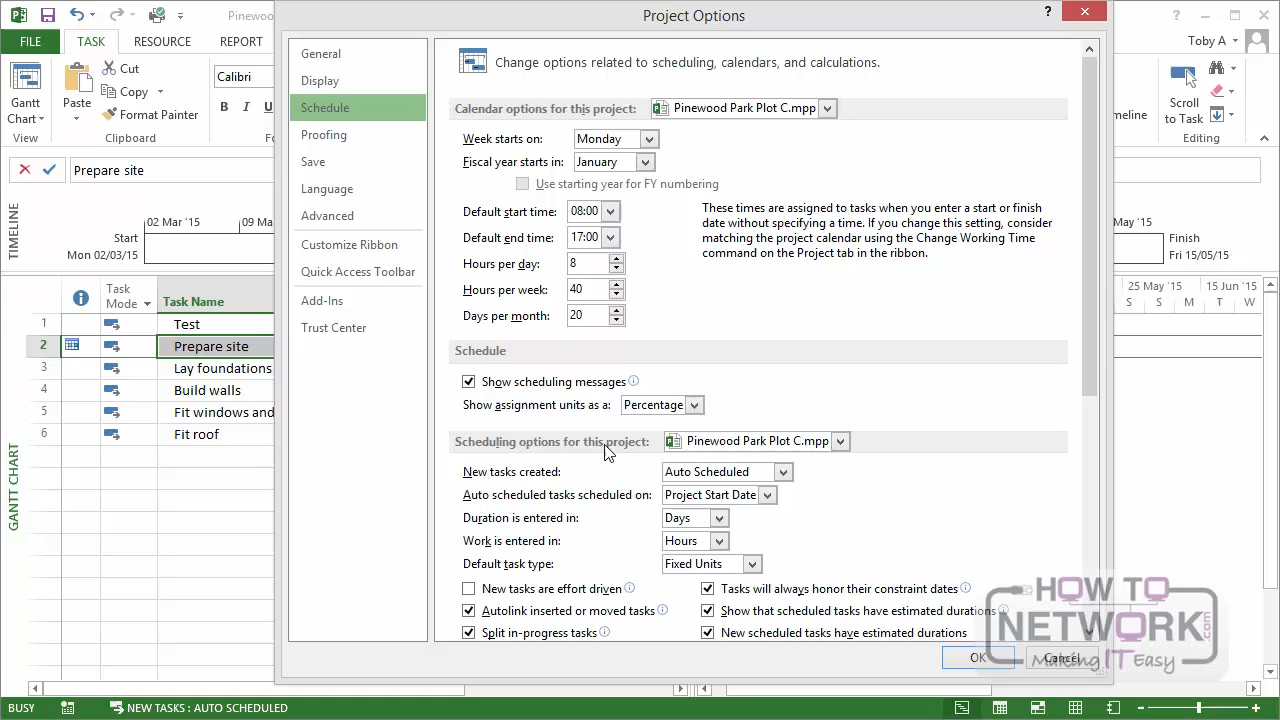 Pinewood
Project Options
?
?
FILE
TASK
RESOURCE
REPORT
Toby A
Gantt
Chart
View
Paste
Cut
Copy
Format Painter
Clipboard
Calibri
B I
Scroll
to Task
Editing
Prepare site
TIMELINE
02 Mar '15
Start
Mon 02/03/15
Finish
Fri 15/05/15
GANTT CHART
Task
Mode
Task Name
25 May '15
15 Jun '15
S S M T W
1 Test
2 Prepare site
3 Lay foundations
4 Build walls
5 Fit windows and
6 Fit roof
General
Display
Schedule
Proofing
Save
Language
Advanced
Customize Ribbon
Quick Access Toolbar
Add-Ins
Trust Center
Change options related to scheduling, calendars, and calculations.
Calendar options for this project: Pinewood Park Plot C.mpp
Week starts on: Monday
Fiscal year starts in: January
Use starting year for FY numbering
Default start time: 08:00
Default end time: 17:00
Hours per day: 8
Hours per week: 40
Days per month: 20
These times are assigned to tasks when you enter a start or finish
date without specifying a time. If you change this setting, consider
matching the project calendar using the Change Working Time
command on the Project tab in the ribbon.
Schedule
Show scheduling messages
Show assignment units as a: Percentage
Scheduling options for this project: Pinewood Park Plot C.mpp
New tasks created: Auto Scheduled
Auto scheduled tasks scheduled on: Project Start Date
Duration is entered in: Days
Work is entered in: Hours
Default task type: Fixed Units
New tasks are effort driven
Tasks will always honor their constraint dates
Autolink inserted or moved tasks
Show that scheduled tasks have estimated durations
Split in-progress tasks
New scheduled tasks have estimated durations
OK
Cancel
HOW TO
NETWORK.com
Making IT Easy
BUSY
NEW TASKS : AUTO SCHEDULED